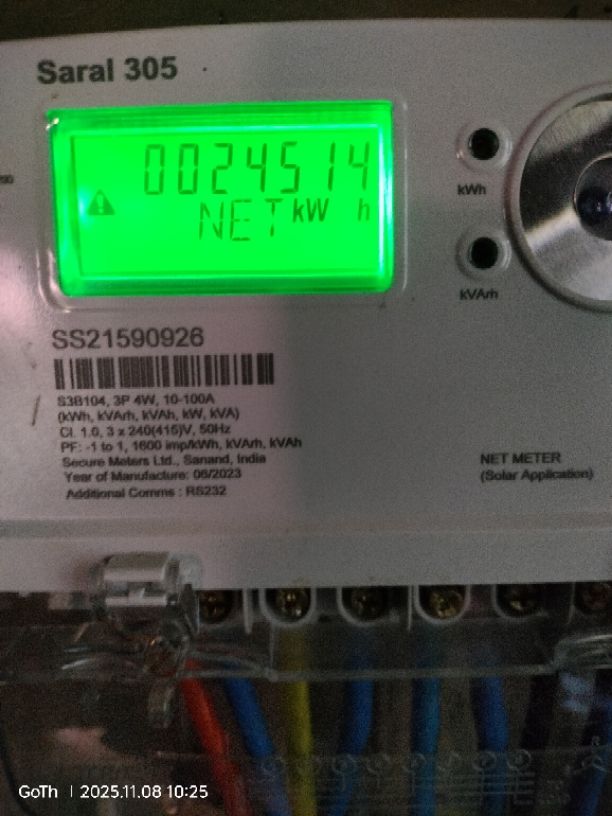 Saral 305
0024514
NET kW h
kWh
kVArh
SS21590926
S3B104, 3P 4W, 10-100A
(kWh, kVArh, kVAh, kW, kVA)
Cl. 1.0, 3 x 240(415)V, 50Hz
PF: -1 to 1, 1600 imp/kWh, kVArh, kVAh
Secure Meters Ltd., Sanand, India
Year of Manufacture: 06/2023
Additional Comms : RS232
NET METER
(Solar Application)
GoTh | 2025.11.08 10:25